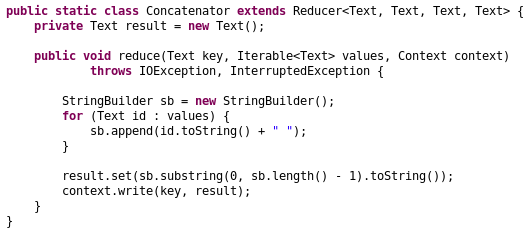 public static class Concatenator extends Reducer<Text, Text, Text, Text> {
    private Text result = new Text();

    public void reduce(Text key, Iterable<Text> values, Context context)
            throws IOException, InterruptedException {

        StringBuilder sb = new StringBuilder();
        for (Text id : values) {
            sb.append(id.toString() + " ");
        }

        result.set(sb.substring(0, sb.length() - 1).toString());
        context.write(key, result);
    }
}